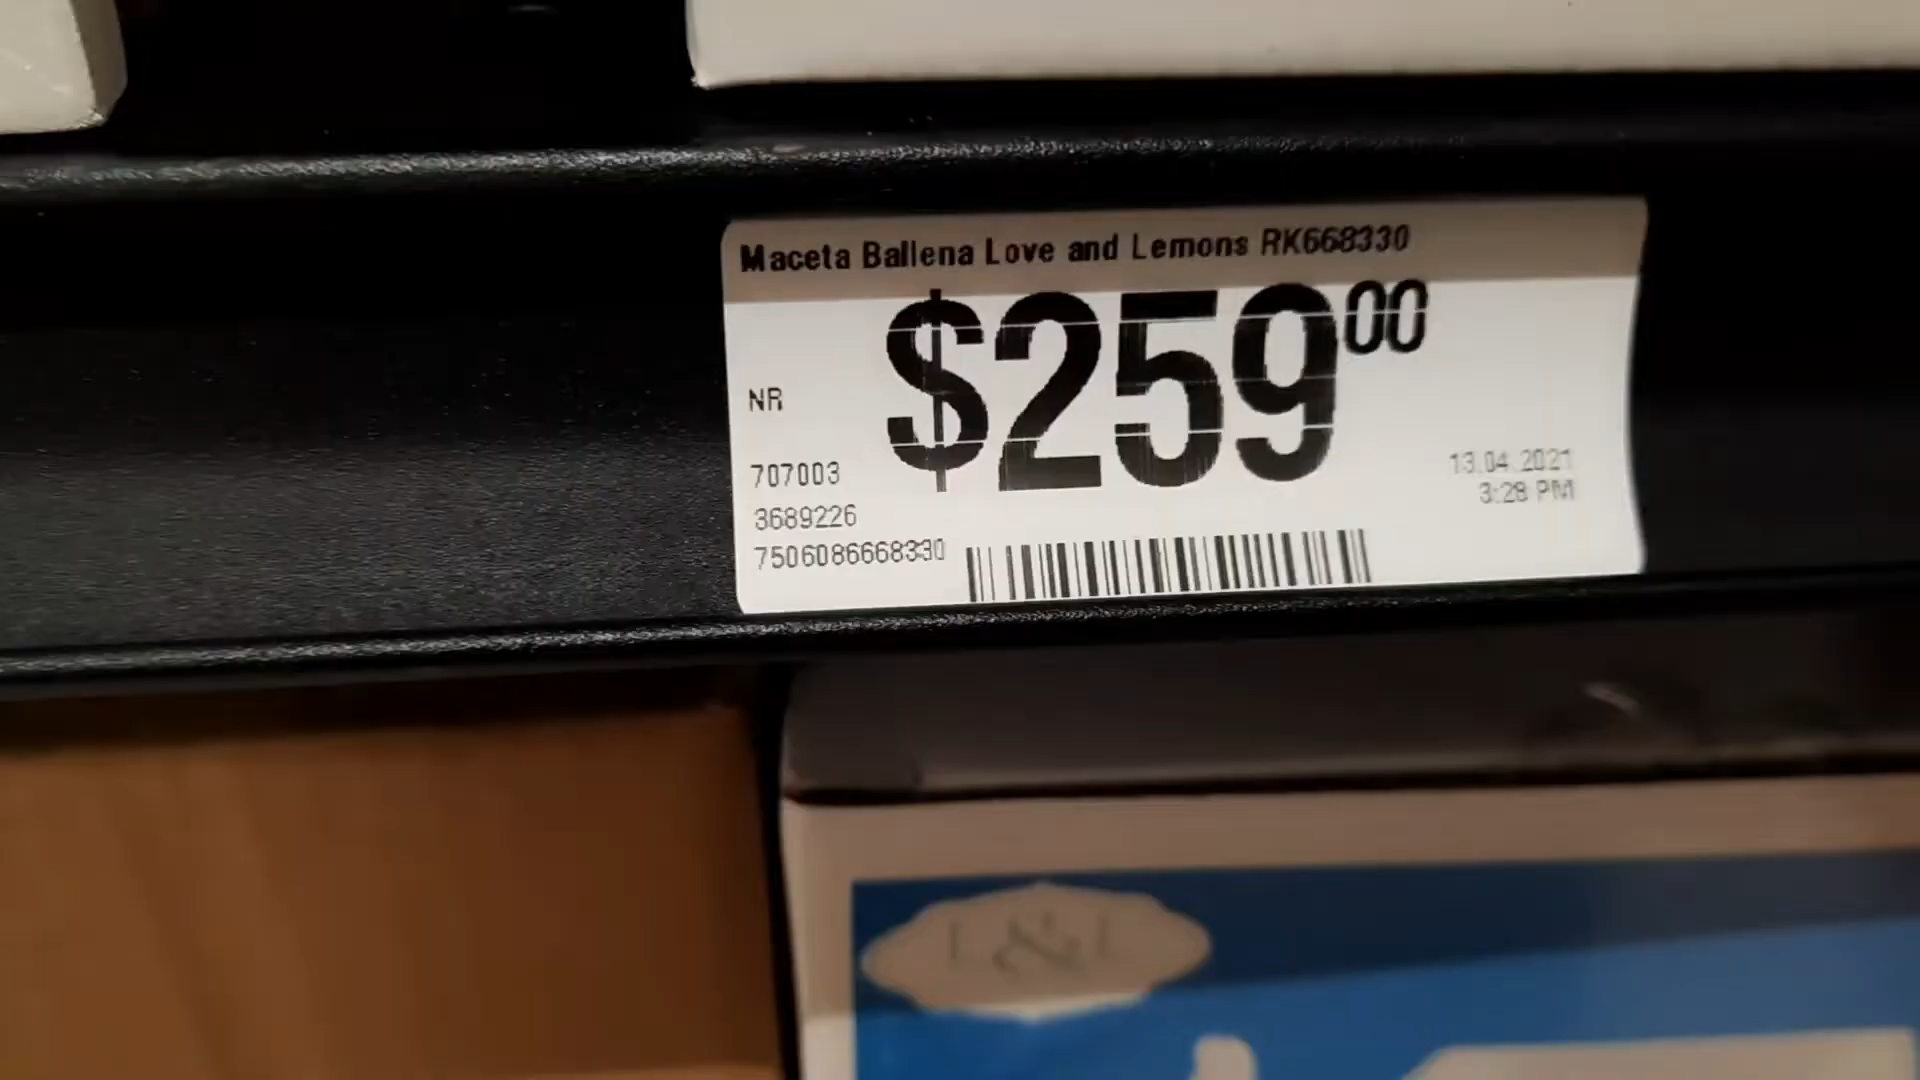 Maceta Ballena Love and Lemons RK668330
$25900
NR
707003
3689226
7506086668330
13.04.2021
3:28 PM
L&L